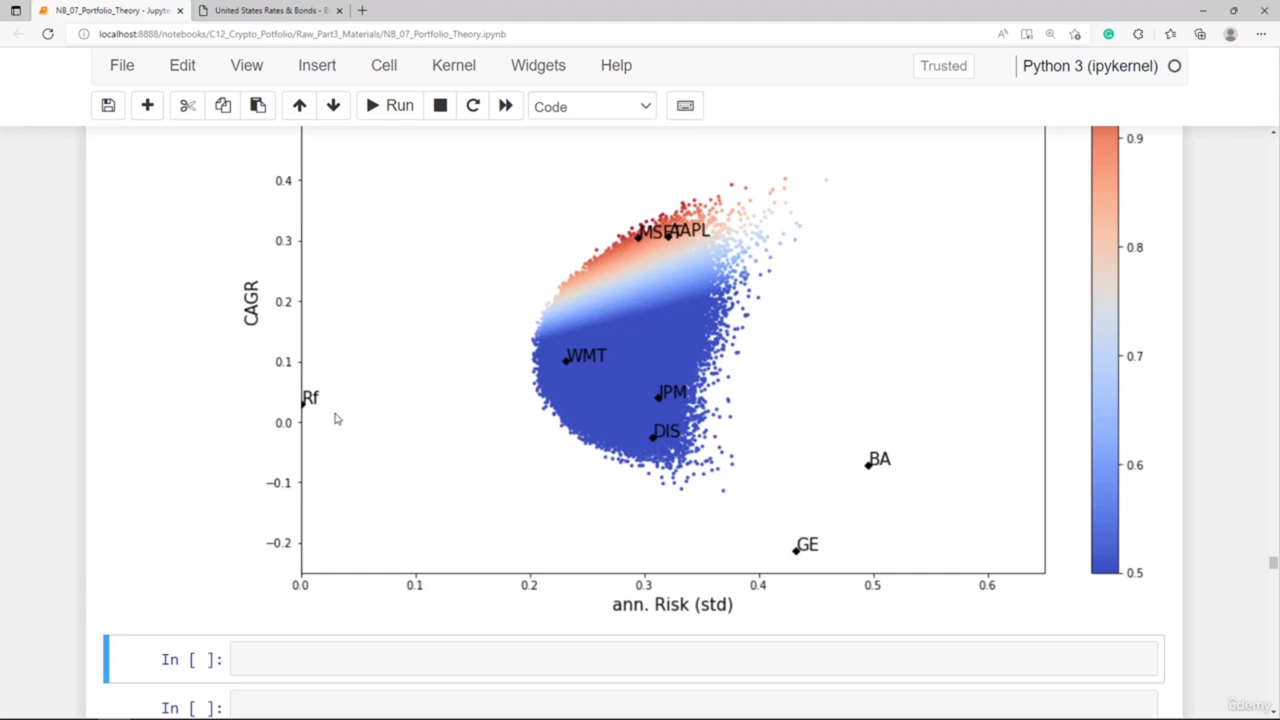 NB_07_Portfolio_Theory - Jupyte
United States Rates & Bonds - B
localhost:8888/notebooks/C12_Crypto_Potfolio/Raw_Part3_Materials/NB_07_Portfolio_Theory.ipynb
File Edit View Insert Cell Kernel Widgets Help Trusted Python 3 (ipykernel)
Run Code
0.9
0.4
MSFT AAPL
0.3
0.8
CAGR
0.2
WMT
0.7
0.1
JPM
Rf
0.0
DIS
BA
0.6
−0.1
GE
−0.2
0.5
0.0 0.1 0.2 0.3 0.4 0.5 0.6
ann. Risk (std)
In [ ]:
In [ ]:
Udemy